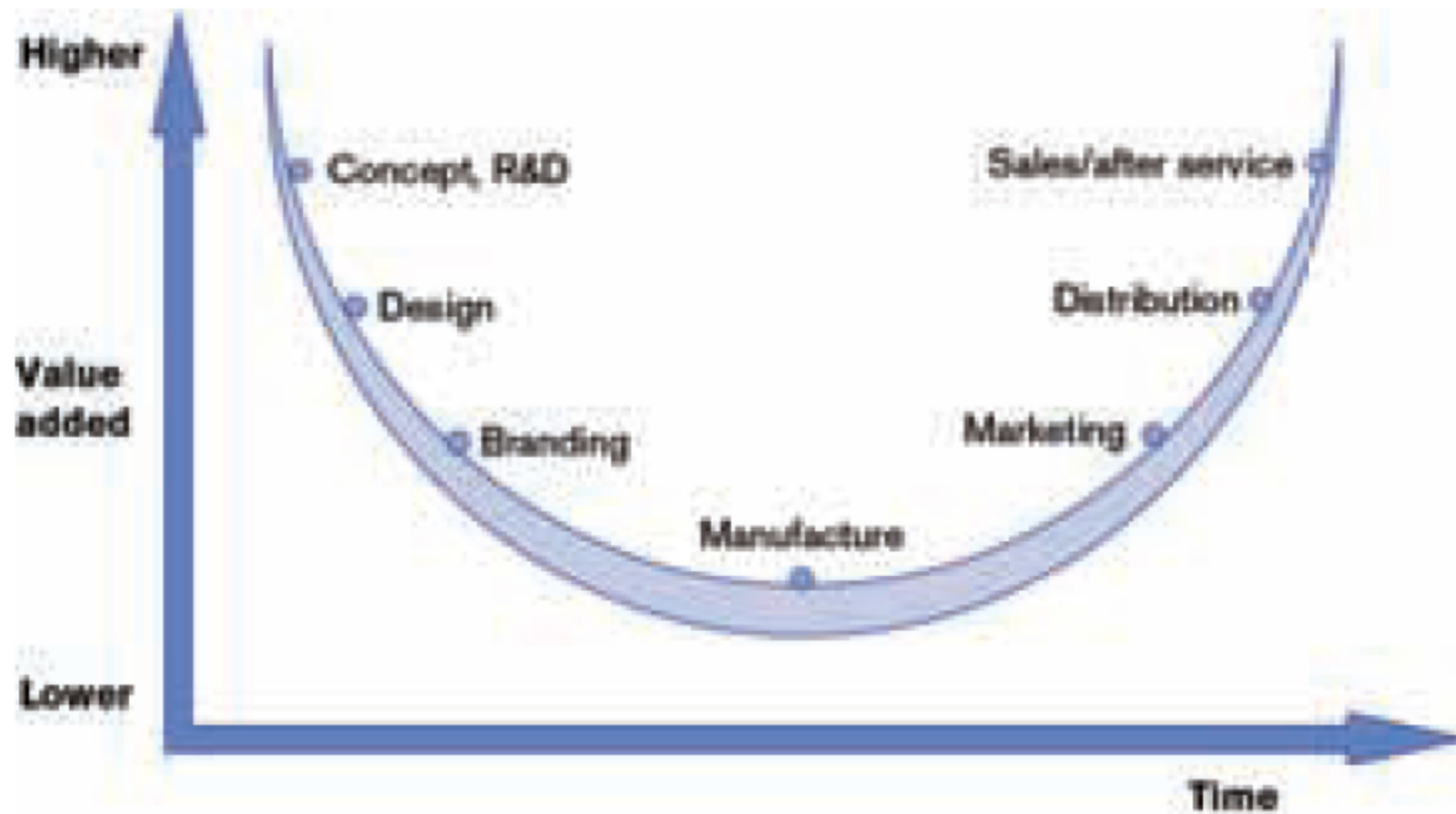 Higher
Concept, R&D
Sales/after service
Design
Distribution
Value
added
Branding
Marketing
Manufacture
Lower
Time